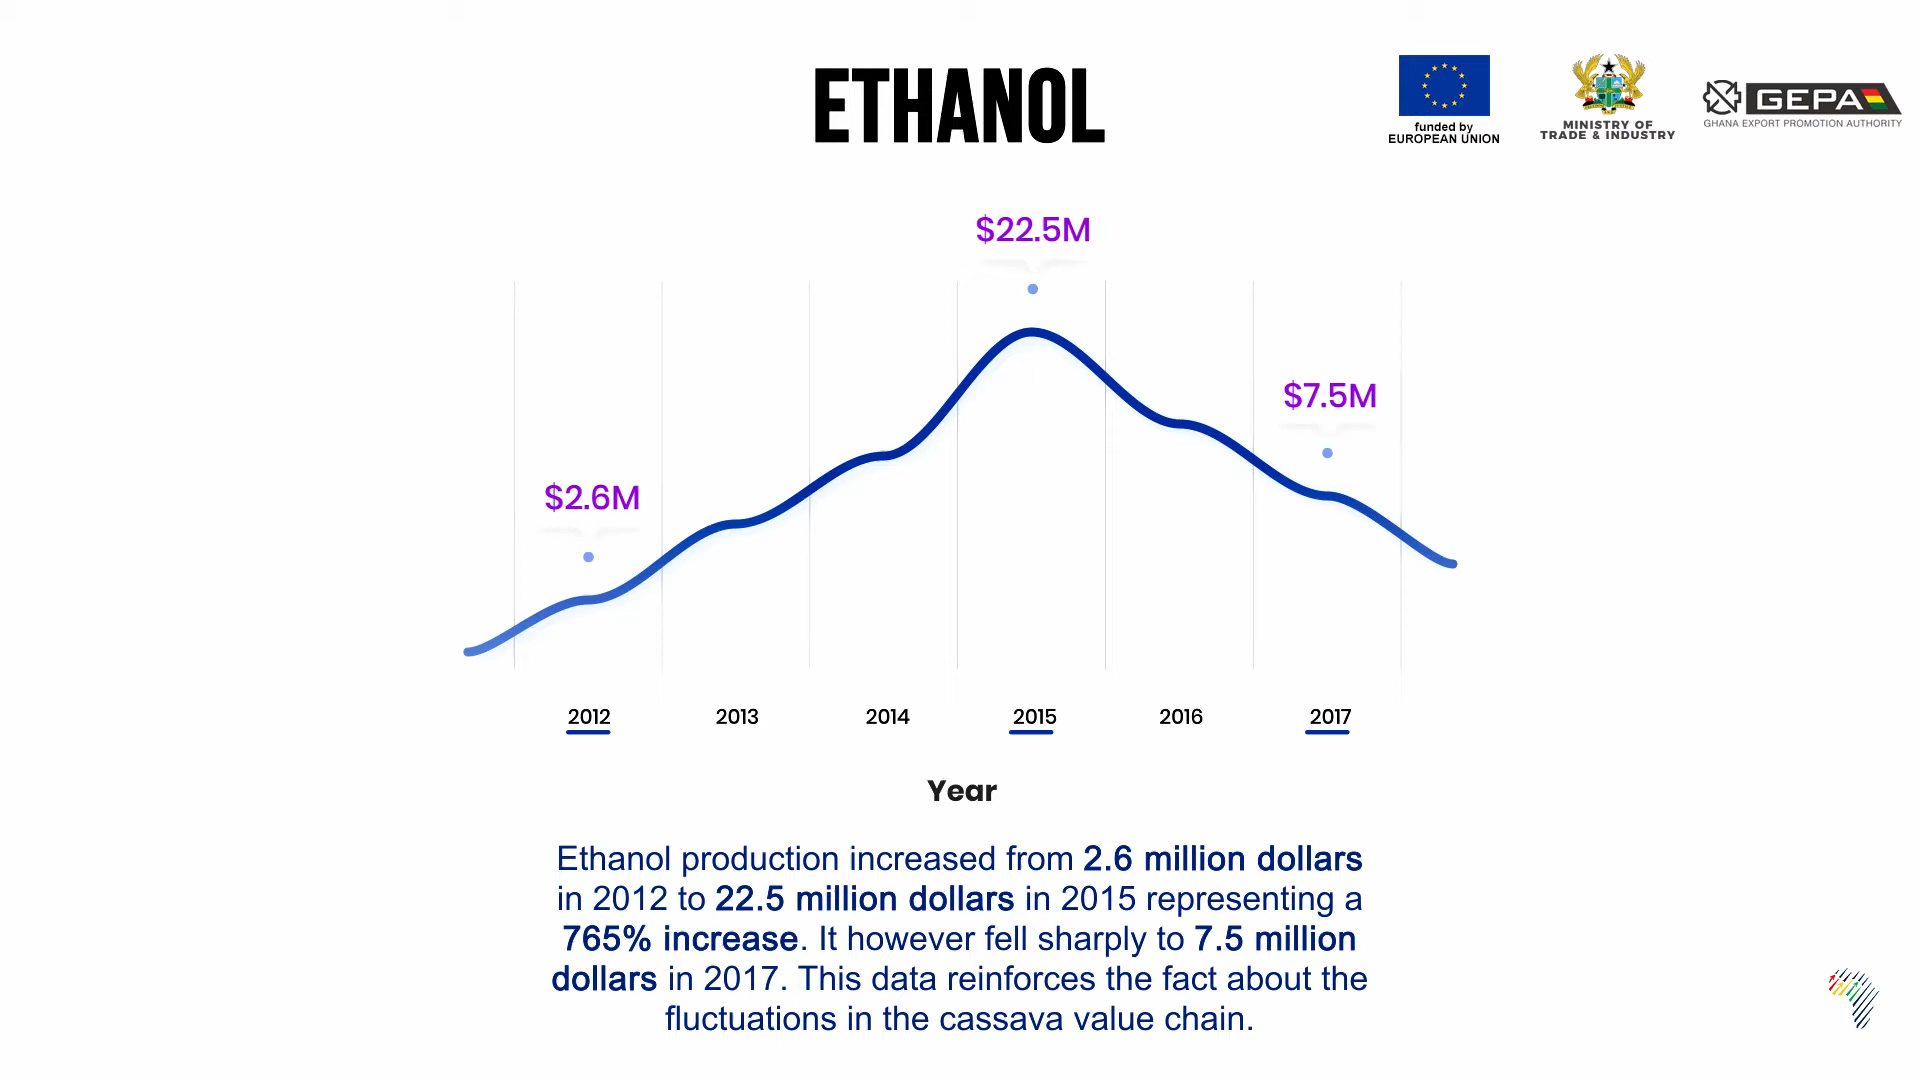 ETHANOL
funded by
EUROPEAN UNION
MINISTRY OF
TRADE & INDUSTRY
GEPA
GHANA EXPORT PROMOTION AUTHORITY
$22.5M
$7.5M
$2.6M
2012 2013 2014 2015 2016 2017
Year
Ethanol production increased from 2.6 million dollars
in 2012 to 22.5 million dollars in 2015 representing a
765% increase. It however fell sharply to 7.5 million
dollars in 2017. This data reinforces the fact about the
fluctuations in the cassava value chain.